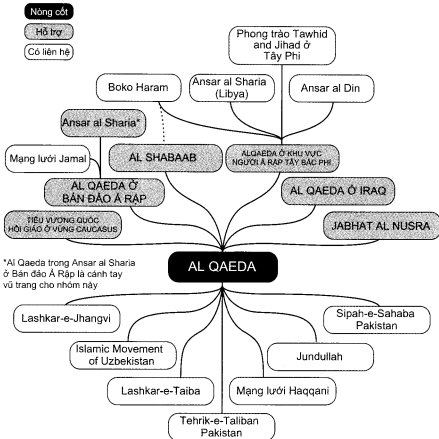 Nòng cốt
Hỗ trợ
Có liên hệ
Phong trào Tawhid
and Jihad ở
Tây Phi
Boko Haram
Ansar al Sharia
(Libya)
Ansar al Din
Ansar al Sharia*
Mạng lưới Jamal
AL SHABAAB
ALQAEDA Ở KHU VỰC
NGƯỜI Ả RẬP TÂY BẮC PHI
AL QAEDA Ở
BÁN ĐẢO Ả RẬP
AL QAEDA Ở IRAQ
TIỂU VƯƠNG QUỐC
HỒI GIÁO Ở VÙNG CAUCASUS
JABHAT AL NUSRA
AL QAEDA
*Al Qaeda trong Ansar al Sharia
ở Bán đảo Ả Rập là cánh tay
vũ trang cho nhóm này
Lashkar-e-Jhangvi
Sipah-e-Sahaba
Pakistan
Islamic Movement
of Uzbekistan
Jundullah
Lashkar-e-Taiba
Mạng lưới Haqqani
Tehrik-e-Taliban
Pakistan